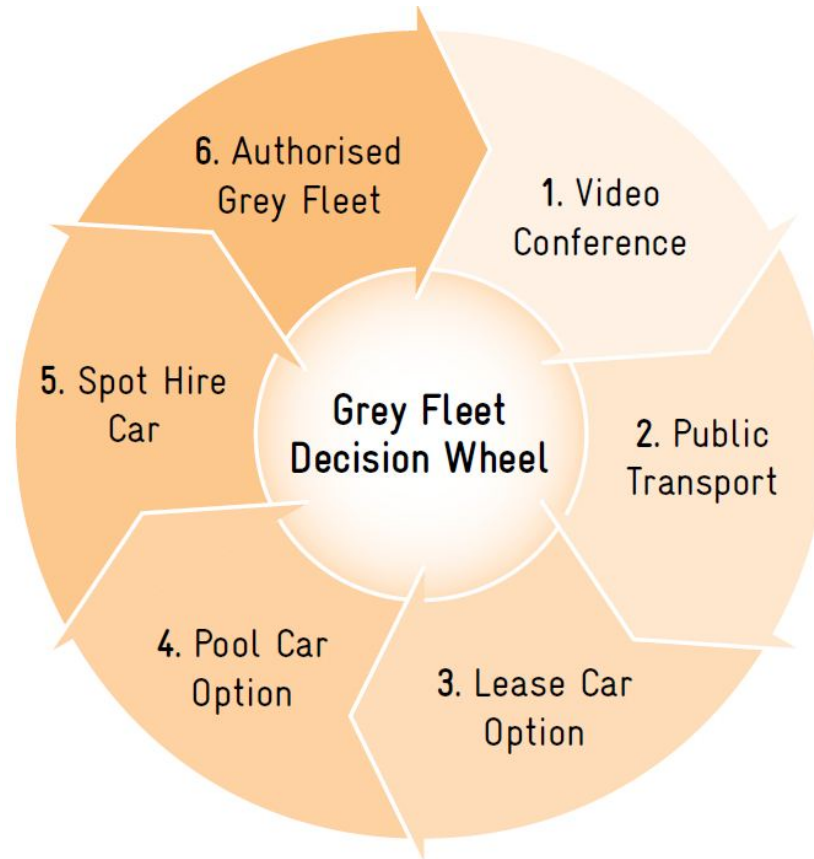 Grey Fleet
Decision Wheel
1. Video
Conference
2. Public
Transport
3. Lease Car
Option
4. Pool Car
Option
5. Spot Hire
Car
6. Authorised
Grey Fleet